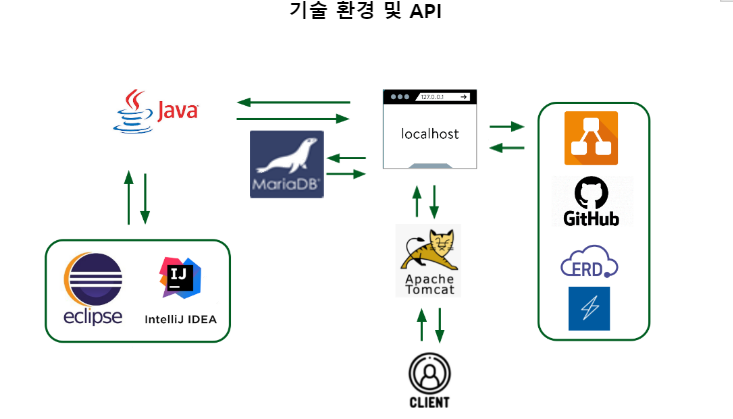 기술 환경 및 API
127.0.0.1
Java
localhost
MariaDB
GitHub
APACHE
Tomcat
ERD
IJ
eclipse
IntelliJ IDEA
CLIENT